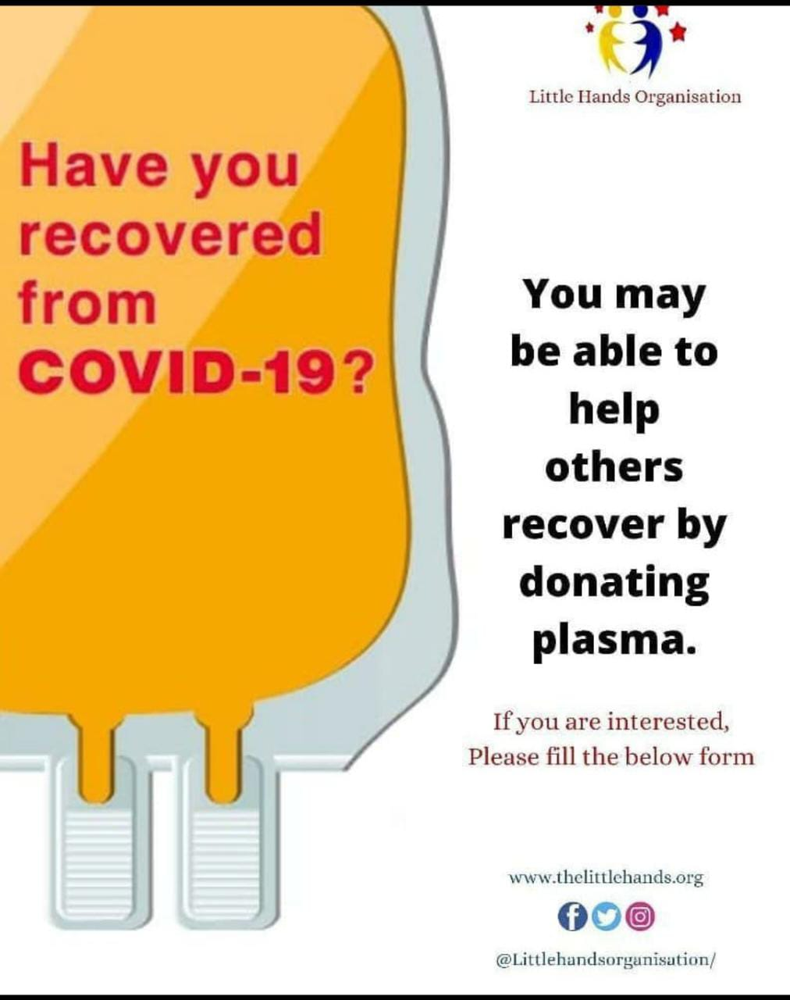 Little Hands Organisation
Have you
recovered
from
COVID-19?
You may
be able to
help
others
recover by
donating
plasma.
If you are interested,
Please fill the below form
www.thelittlehands.org
@Littlehandsorganisation/